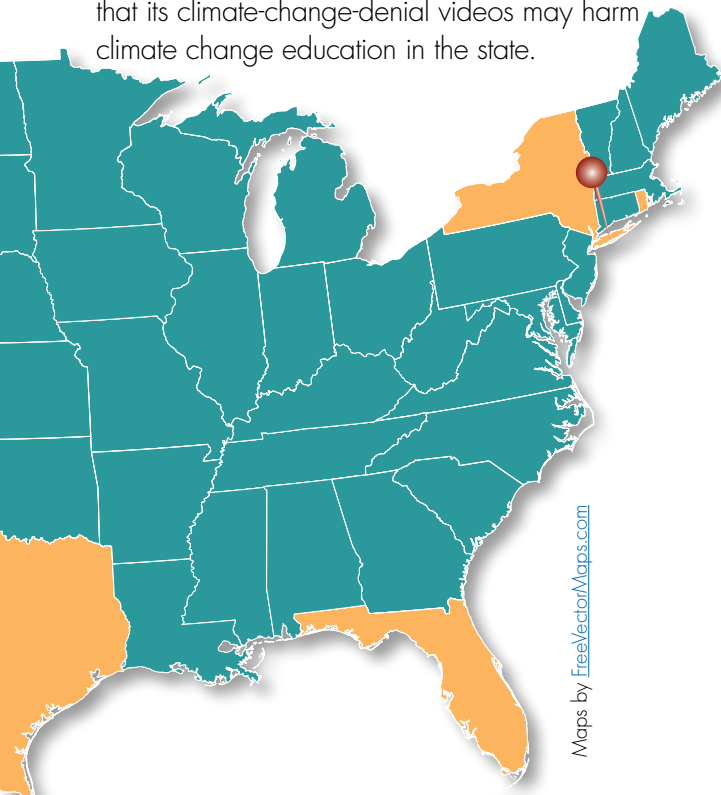 that its climate-change-denial videos may harm
climate change education in the state.
Maps by FreeVectorMaps.com